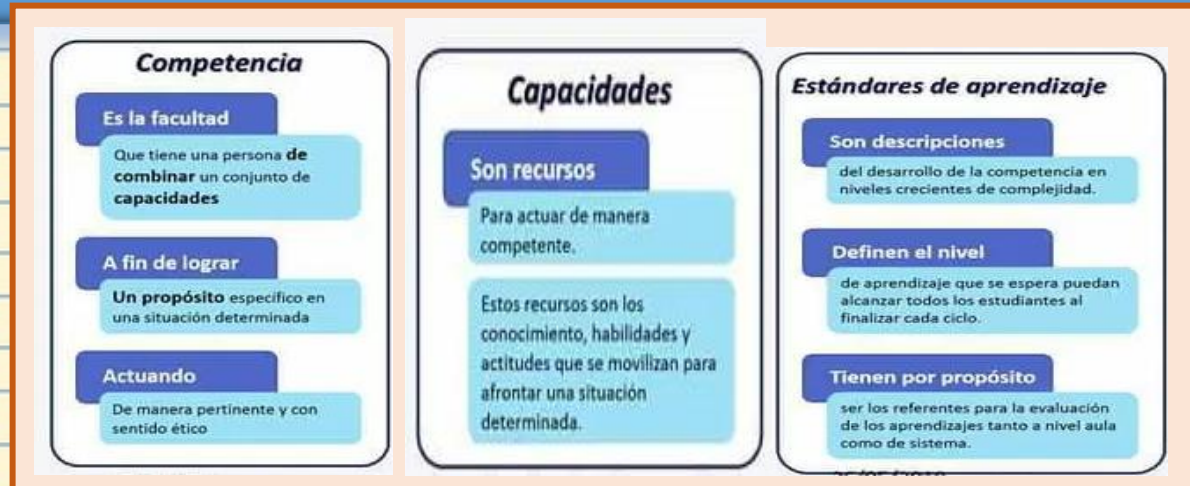 Competencia
Es la facultad
Que tiene una persona de
combinar un conjunto de
capacidades
A fin de lograr
Un propósito específico en
una situación determinada
Actuando
De manera pertinente y con
sentido ético
Capacidades
Son recursos
Para actuar de manera
competente.
Estos recursos son los
conocimiento, habilidades y
actitudes que se movilizan para
afrontar una situación
determinada.
Estándares de aprendizaje
Son descripciones
del desarrollo de la competencia en
niveles crecientes de complejidad.
Definen el nivel
de aprendizaje que se espera puedan
alcanzar todos los estudiantes al
finalizar cada ciclo.
Tienen por propósito
ser los referentes para la evaluación
de los aprendizajes tanto a nivel aula
como de sistema.